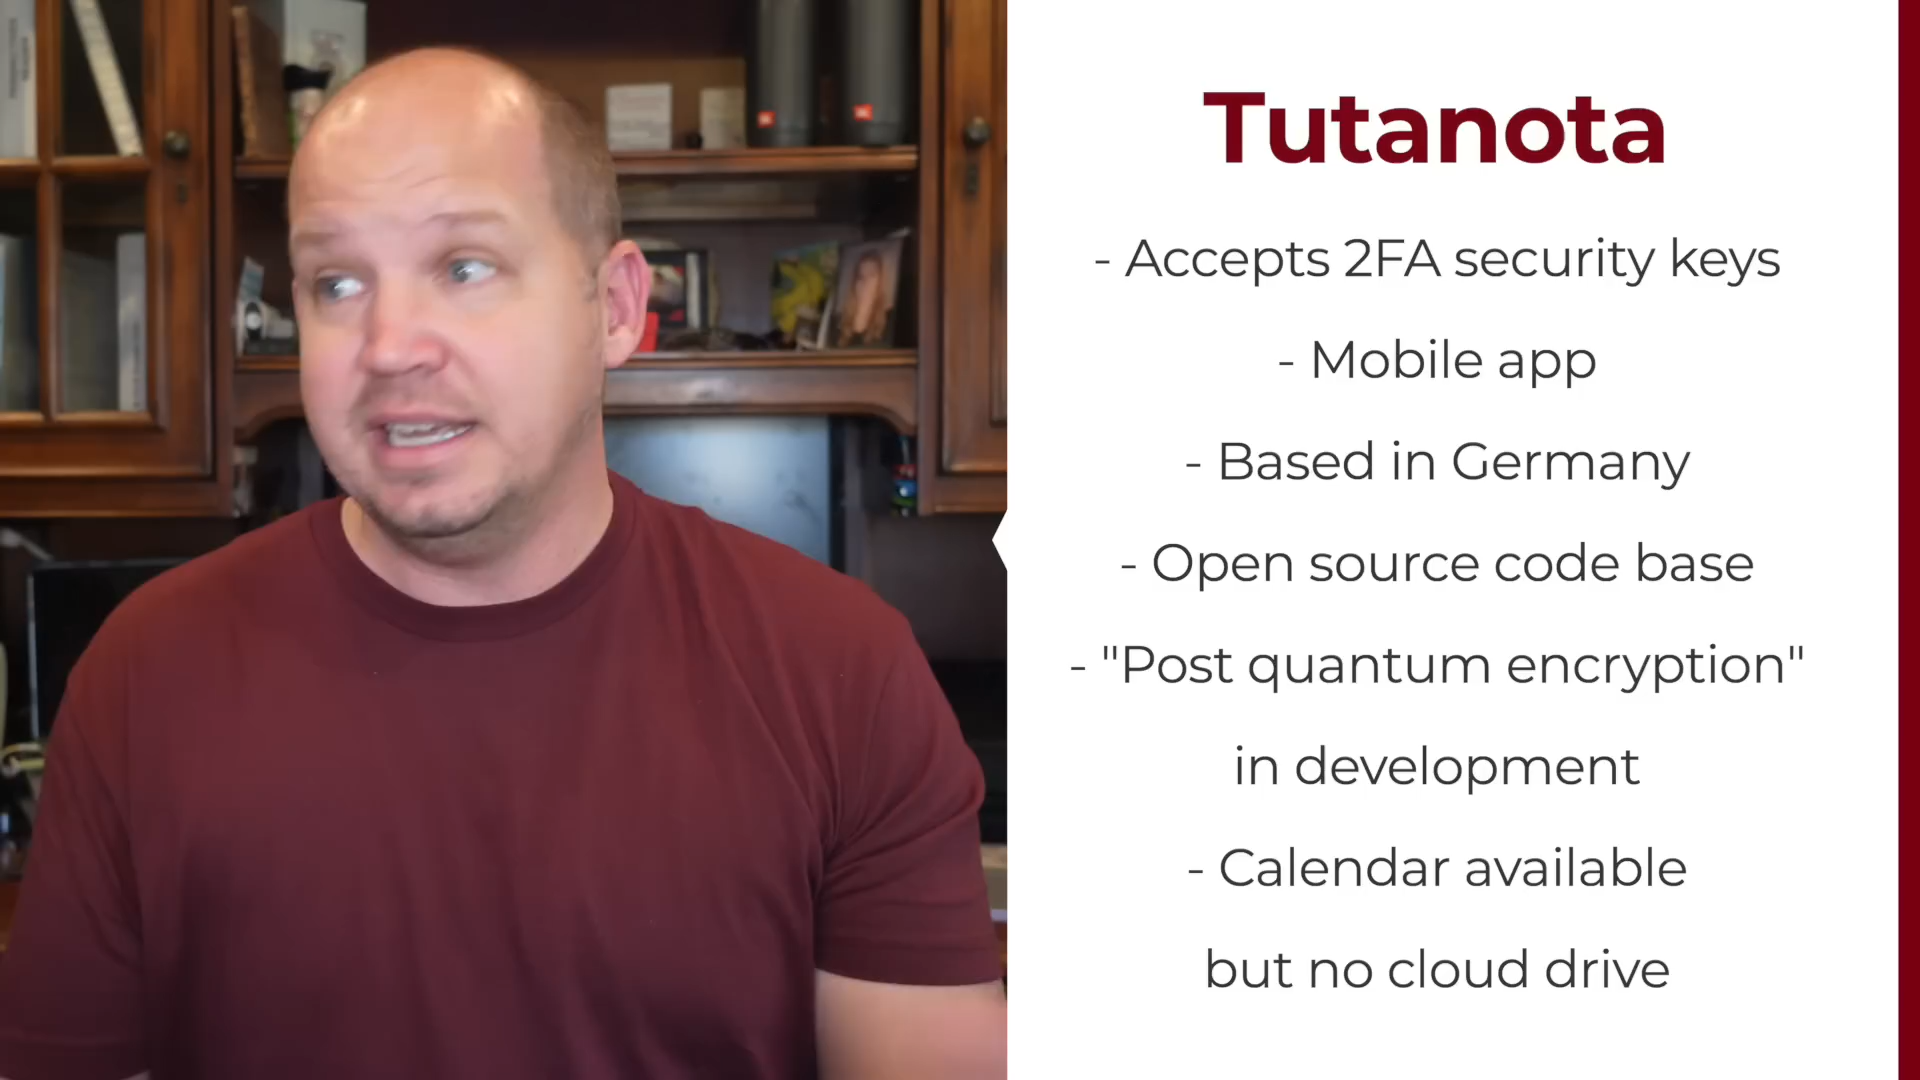 Tutanota
- Accepts 2FA security keys
- Mobile app
- Based in Germany
- Open source code base
- "Post quantum encryption"
in development
- Calendar available
but no cloud drive